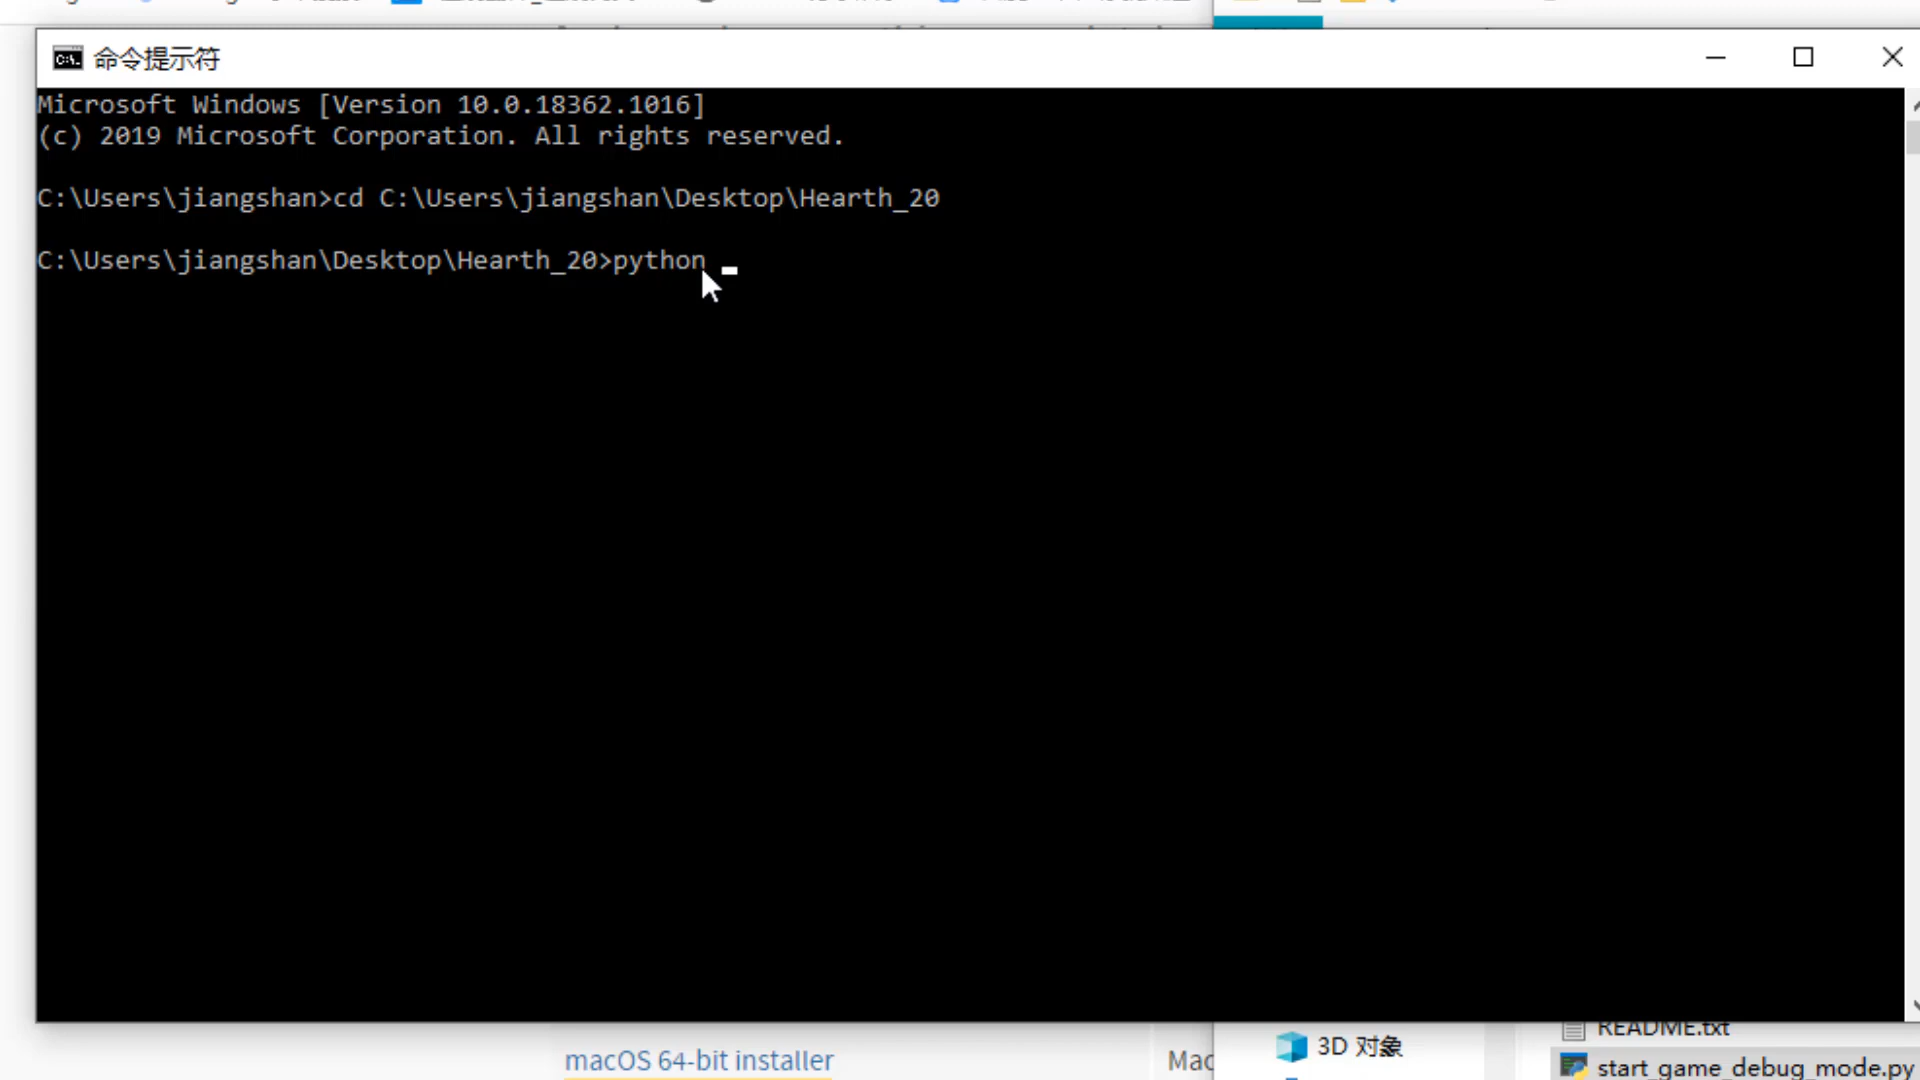 命令提示符
Microsoft Windows [Version 10.0.18362.1016]
(c) 2019 Microsoft Corporation. All rights reserved.
C:\Users\jiangshan>cd C:\Users\jiangshan\Desktop\Hearth_20
C:\Users\jiangshan\Desktop\Hearth_20>python
README.txt
macOS 64-bit installer
Mac
3D 对象
start_game_debug_mode.py